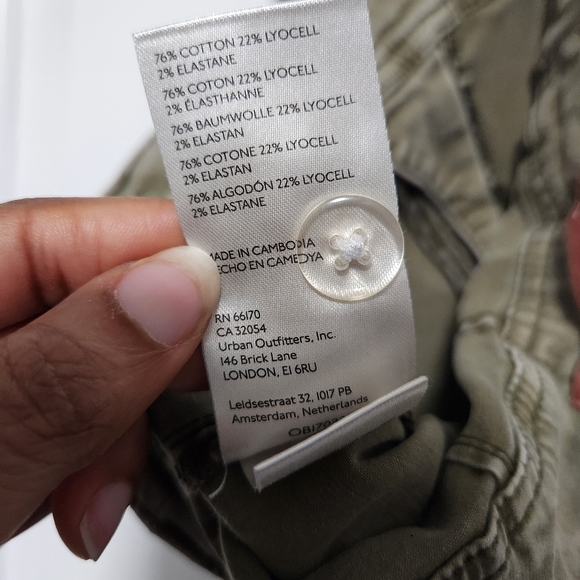 76% COTTON 22% LYOCELL
2% ELASTANE
76% COTON 22% LYOCELL
2% ÉLASTHANNE
76% BAUMWOLLE 22% LYOCELL
2% ELASTAN
76% COTONE 22% LYOCELL
2% ELASTAN
76% ALGODÓN 22% LYOCELL
2% ELASTANE
MADE IN CAMBODIA
ECHO EN CAMBOYA
RN 66170
CA 32054
Urban Outfitters, Inc.
146 Brick Lane
LONDON, E1 6RU
Leidsestraat 32, 1017 PB
Amsterdam, Netherlands